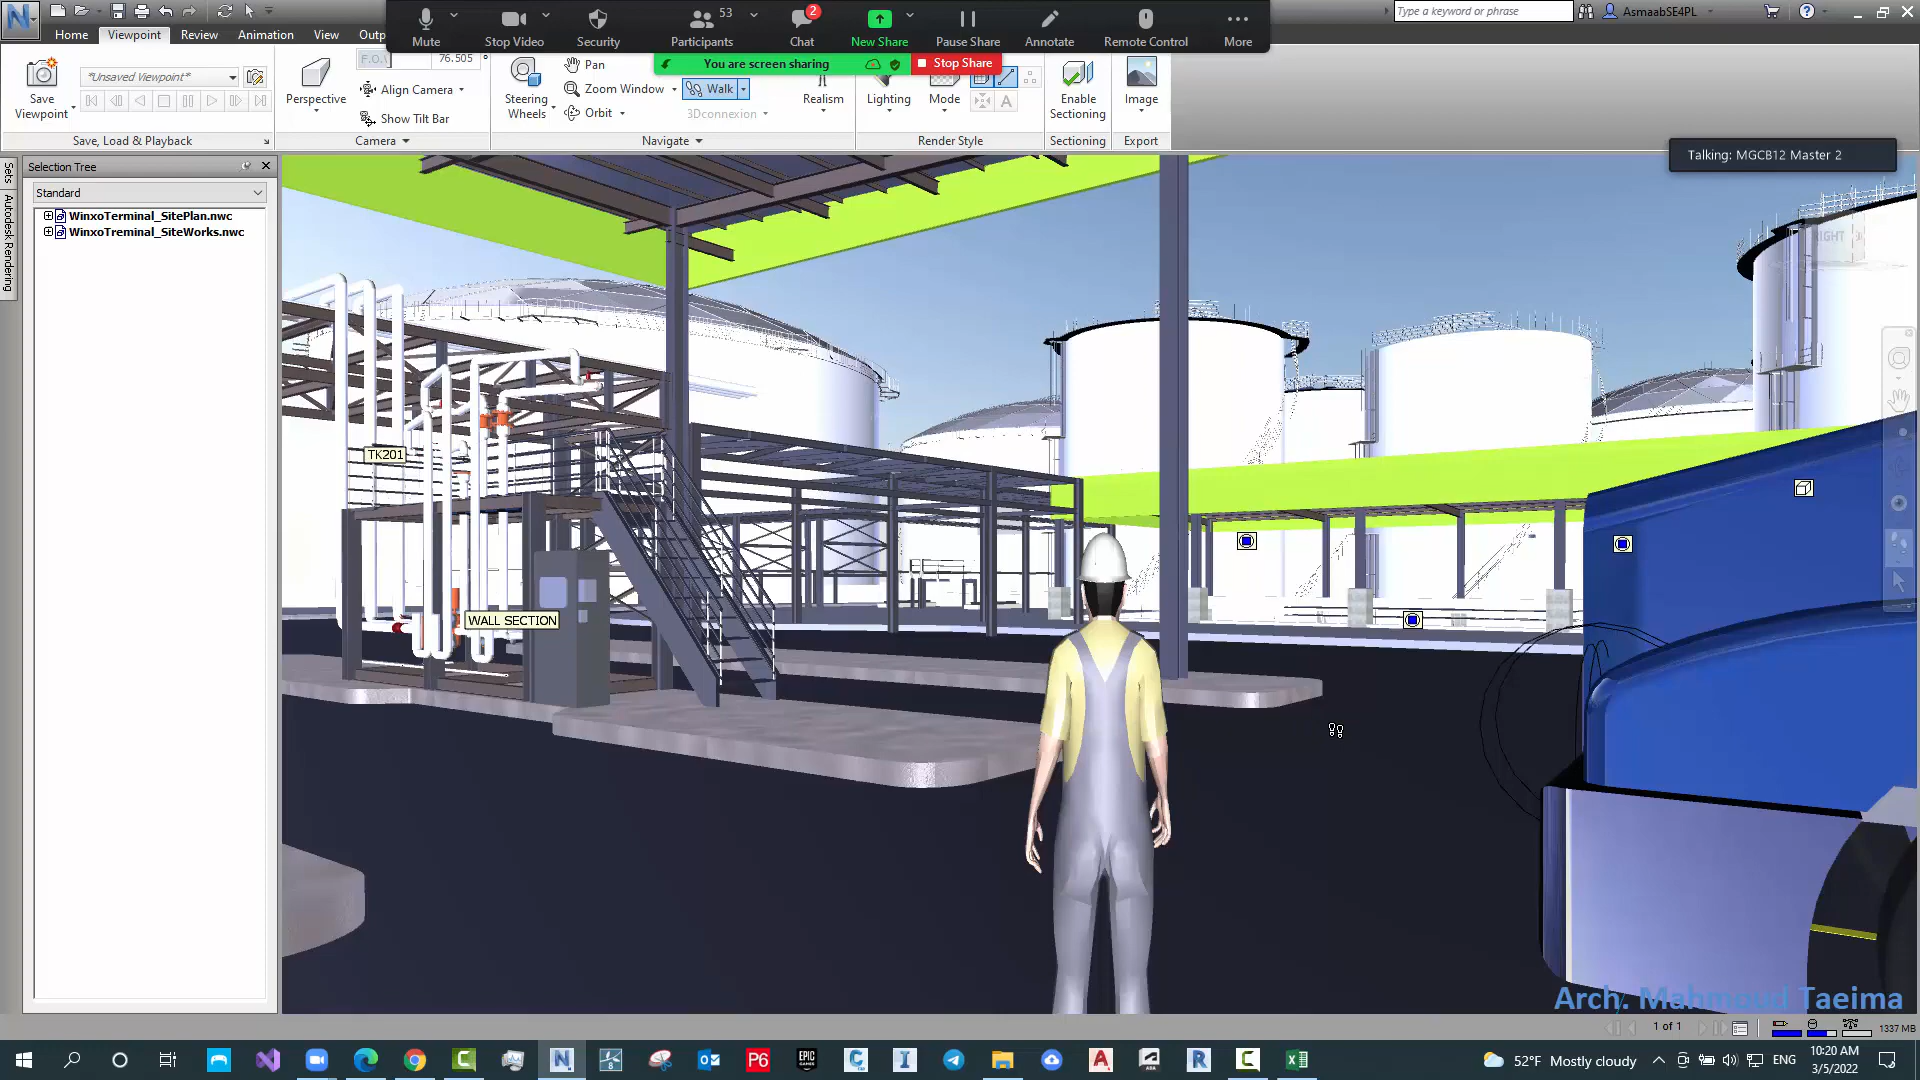 Type a keyword or phrase
AsmaabSE4PL
53
2
Mute
Stop Video
Security
Participants
Chat
New Share
Pause Share
Annotate
Remote Control
More
Home
Viewpoint
Review
Animation
View
You are screen sharing
Stop Share
*Unsaved Viewpoint*
76.505
Save
Viewpoint
Perspective
Align Camera
Show Tilt Bar
Steering
Wheels
Pan
Zoom Window
Orbit
Walk
3Dconnexion
Realism
Lighting
Mode
Enable
Sectioning
Image
Save, Load & Playback
Camera
Navigate
Render Style
Sectioning
Export
Talking: MGCB12 Master 2
Sets
Autodesk Rendering
Selection Tree
Standard
WinxoTerminal_SitePlan.nwc
WinxoTreminal_SiteWorks.nwc
RIGHT
TK201
WALL SECTION
Arch. Mahmoud Taeima
1 of 1
1337 MB
P6
EPIC
GAMES
52°F Mostly cloudy
ENG
10:20 AM
3/5/2022